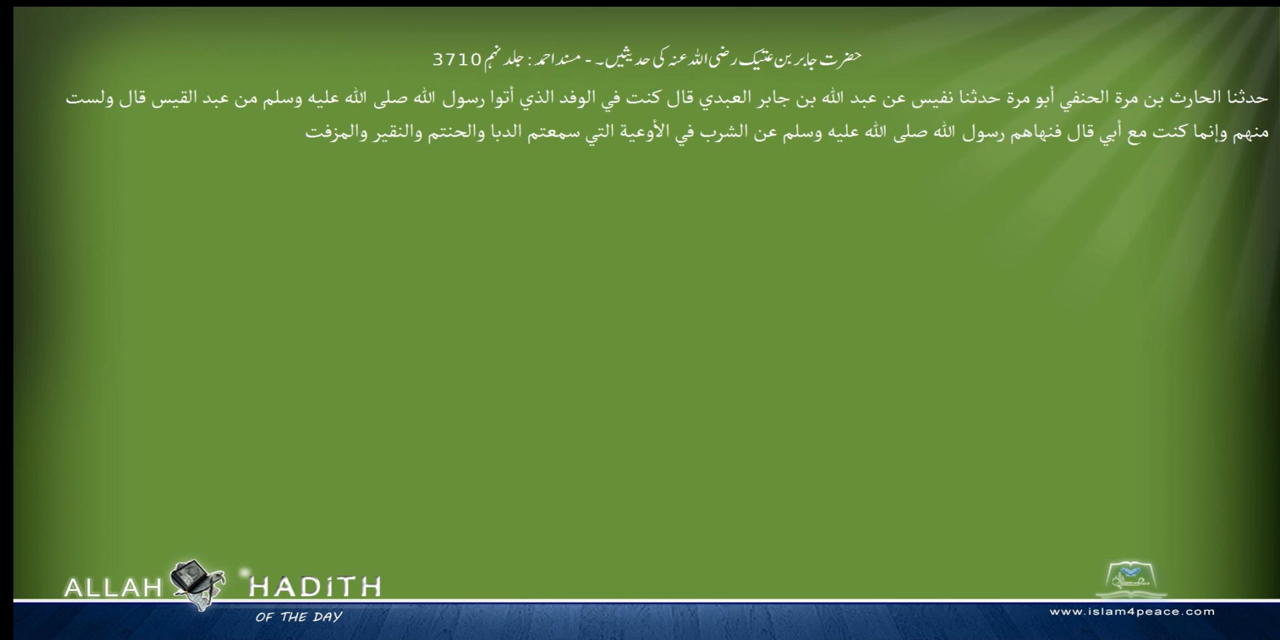 حضرت جابر بن عتیک رضی اللہ عنہ کی حدیثیں۔ - مسند احمد : جلد نہم 3710
حدثنا الحارث بن مرة الحنفي أبو مرة حدثنا نفيس عن عبد الله بن جابر العبدي قال كنت في الوفد الذي أتوا رسول الله صلى الله عليه وسلم من عبد القيس قال ولست
منهم وإنما كنت مع أبي قال فنهاهم رسول الله صلى الله عليه وسلم عن الشرب في الأوعية التي سمعتم الدبا والحنتم والنقير والمزفت
ALLAH HADITH
OF THE DAY
www.islam4peace.com